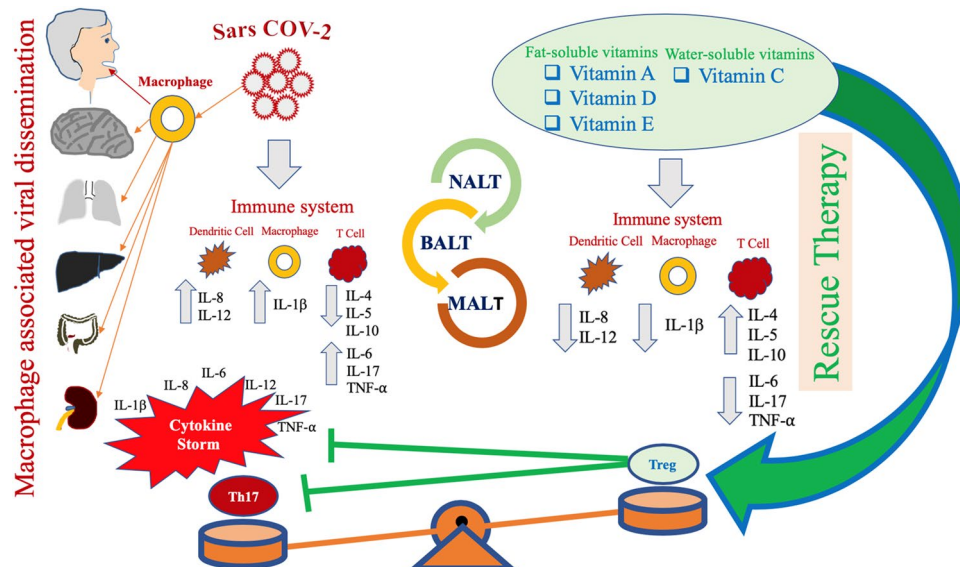 Macrophage associated viral dissemination
Sars COV-2
Macrophage
Immune system
Dendritic Cell
Macrophage
T Cell
IL-8
IL-12
IL-1β
IL-4
IL-5
IL-10
IL-6
IL-17
TNF-α
IL-1β
IL-8
IL-6
IL-12
IL-17
TNF-α
Cytokine
Storm
Th17
NALT
BALT
MALT
Fat-soluble vitamins
Vitamin A
Vitamin D
Vitamin E
Water-soluble vitamins
Vitamin C
Immune system
Dendritic Cell
Macrophage
T Cell
IL-8
IL-12
IL-1β
IL-4
IL-5
IL-10
IL-6
IL-17
TNF-α
Treg
Rescue Therapy